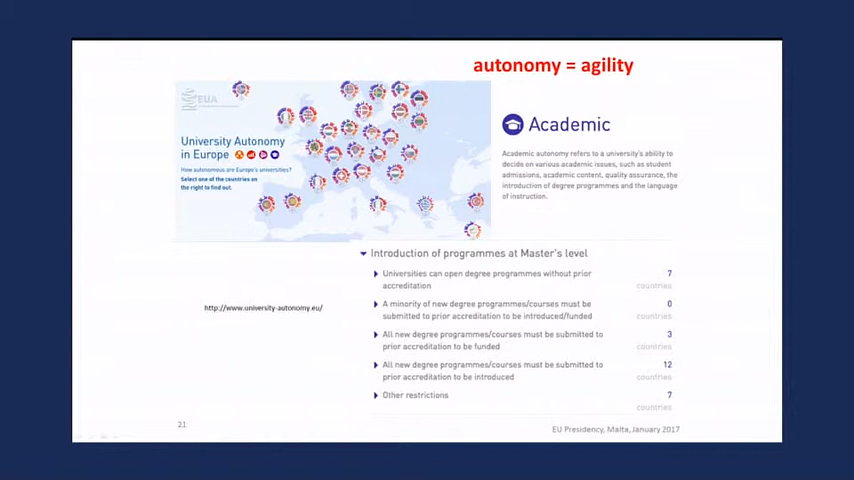 autonomy = agility
EUA
University Autonomy
in Europe
How autonomous are Europe's universities?
Select one of the countries on
the right to find out.
Academic
Academic autonomy refers to a university's ability to
decide on various academic issues, such as student
admissions, academic content, quality assurance, the
introduction of degree programmes and the language
of instruction.
Introduction of programmes at Master's level
Universities can open degree programmes without prior
accreditation
7
countries
A minority of new degree programmes/courses must be
submitted to prior accreditation to be introduced/funded
0
countries
All new degree programmes/courses must be submitted to
prior accreditation to be funded
3
countries
All new degree programmes/courses must be submitted to
prior accreditation to be introduced
12
countries
Other restrictions
7
countries
http://www.university-autonomy.eu/
21
EU Presidency, Malta, January 2017